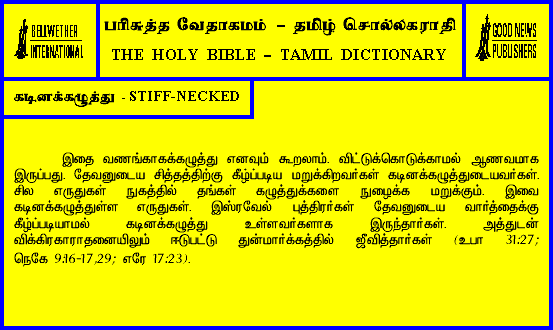 BELLWETHER
INTERNATIONAL
பரிசுத்த வேதாகமம் – தமிழ் சொல்லகராதி
THE HOLY BIBLE – TAMIL DICTIONARY
GOOD NEWS
PUBLISHERS
கடினக்கழுத்து - STIFF-NECKED
இதை வணங்காகக்கழுத்து எனவும் கூறலாம். விட்டுக்கொடுக்காமல் ஆணவமாக
இருப்பது. தேவனுடைய சித்தத்திற்கு கீழ்ப்படிய மறுக்கிறவர்கள் கடினக்கழுத்துடையவர்கள்.
சில எருதுகள் நுகத்தில் தங்கள் கழுத்துக்களை நுழைக்க மறுக்கும். இவை
கடினக்கழுத்துள்ள எருதுகள். இஸ்ரவேல் புத்திரர்கள் தேவனுடைய வார்த்தைக்கு
கீழ்ப்படியாமல் கடினக்கழுத்து உள்ளவர்களாக இருந்தார்கள். அத்துடன்
விக்கிரகாராதனையிலும் ஈடுபட்டு துன்மார்க்கத்தில் ஜீவித்தார்கள் (உபா 31:27;
நெகே 9:16-17,29; எரே 17:23).